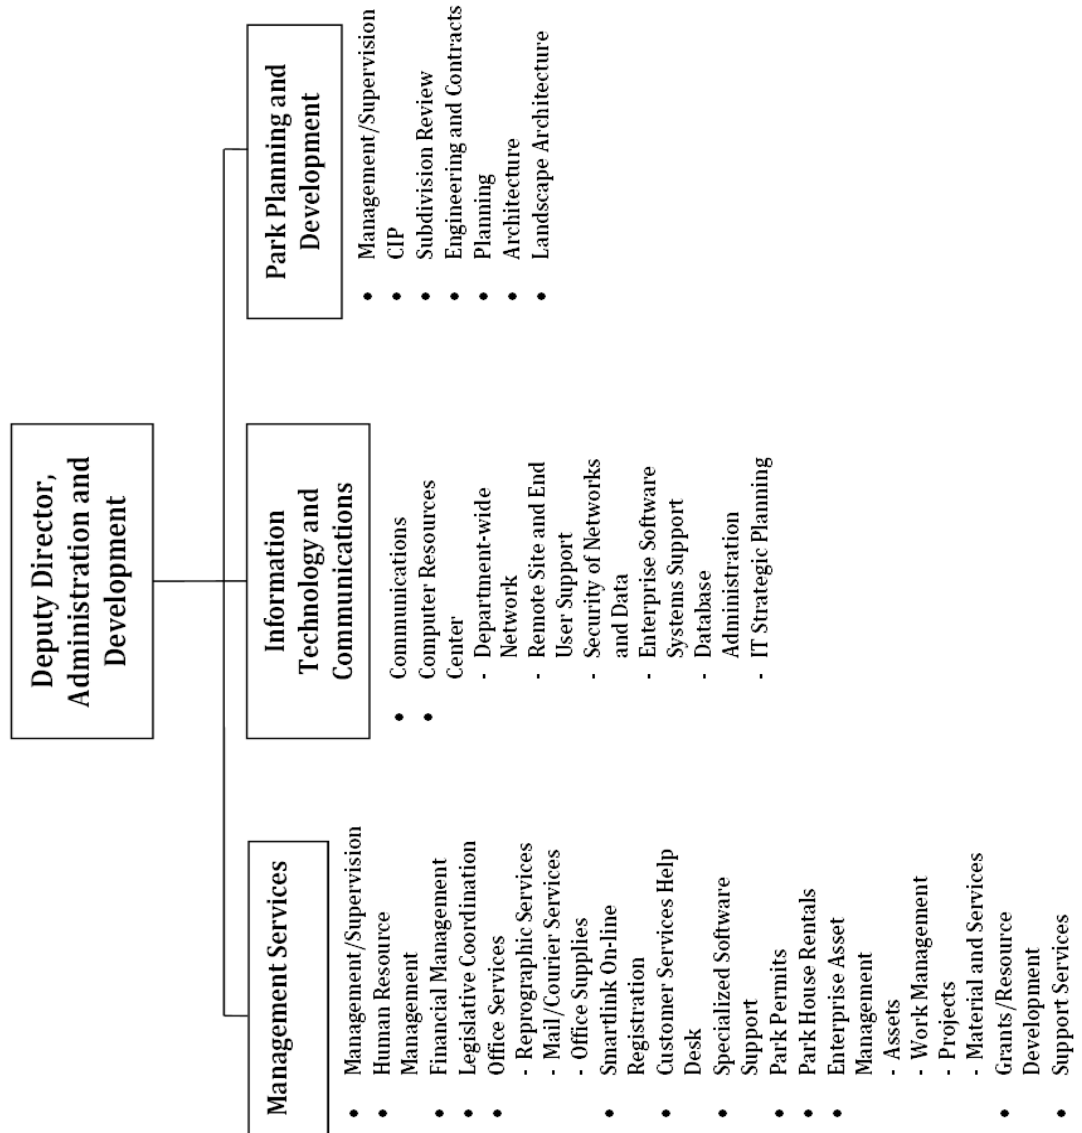 Deputy Director,
Administration and
Development
Management Services
• Management/Supervision
• Human Resource
Management
• Financial Management
• Legislative Coordination
• Office Services
- Reprographic Services
- Mail/Courier Services
- Office Supplies
• Smartlink On-line
Registration
• Customer Services Help
Desk
• Specialized Software
Support
• Park Permits
• Park House Rentals
• Enterprise Asset
Management
- Assets
- Work Management
- Projects
- Material and Services
• Grants/Resource
Development
• Support Services
Information
Technology and
Communications
• Communications
• Computer Resources
Center
- Department-wide
Network
- Remote Site and End
User Support
- Security of Networks
and Data
- Enterprise Software
Systems Support
- Database
Administration
- IT Strategic Planning
Park Planning and
Development
• Management/Supervision
• CIP
• Subdivision Review
• Engineering and Contracts
• Planning
• Architecture
• Landscape Architecture